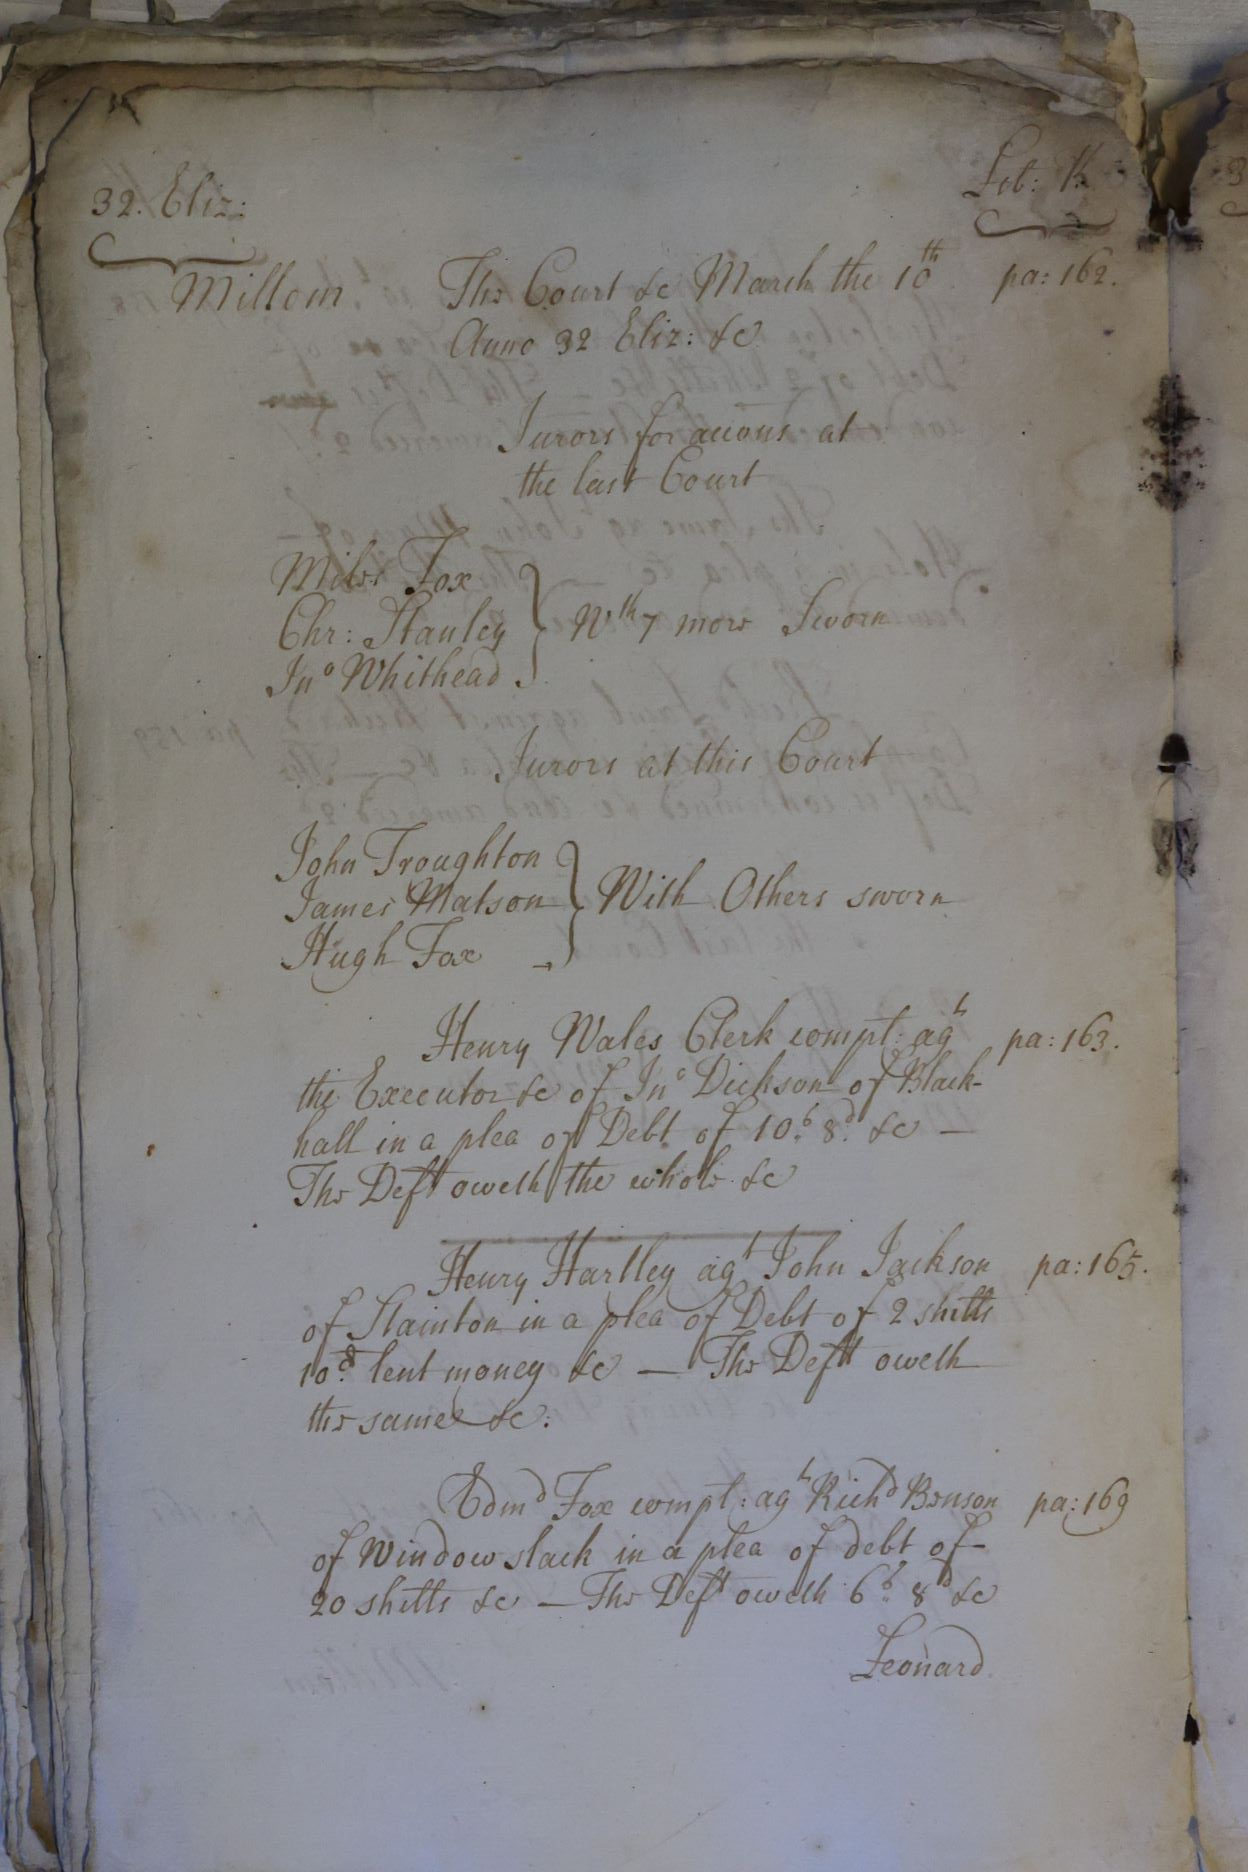 32. Eliz:
Lib: K
Millom The Court &c March the 10th pa: 162.
Anno 32 Eliz: &c
Jurors for acions at
the last Court
Miles Fox
Chr: Stanley } Wth 7 more Sworn
Jno Whithead
Jurors at this Court
John Troughton
James Matson } With Others sworn
Hugh Fox
Henry Wales Clerk compt: agt pa: 163.
the Executor &c of Jno Dickson of Black-
hall in a plea of Debt of 10s. 8d. &c —
The Deft oweth the whole &c
Henry Hartley agt John Jackson pa: 165.
of Stainton in a plea of Debt of 2 shills
10d. lent money &c — The Deft oweth
the same &c:
Edmd Fox compt: agt Richd Benson pa: 169
of Windowslack in a plea of debt of -
20 shills &c — The Deft oweth 6s. 8d &c
Leonard